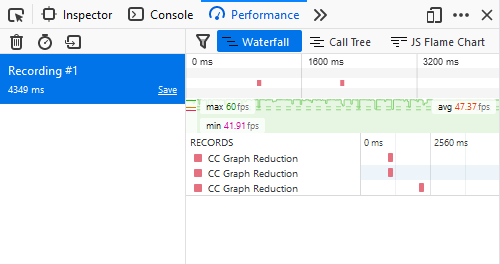 Inspector Console Performance
Waterfall Call Tree JS Flame Chart
Recording #1
4349 ms Save
0 ms 1600 ms 3200 ms
max 60 fps avg 47.37 fps
min 41.91 fps
RECORDS 0 ms 2560 ms
CC Graph Reduction
CC Graph Reduction
CC Graph Reduction